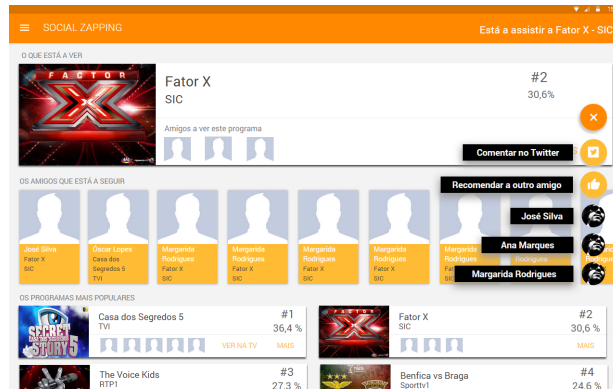 SOCIAL ZAPPING
Está a assistir a Fator X - SIC
O QUE ESTÁ A VER
FACTOR
Fator X
SIC
#2
30,6%
Amigos a ver este programa
Comentar no Twitter
Recomendar a outro amigo
José Silva
Ana Marques
Margarida Rodrigues
OS AMIGOS QUE ESTÁ A SEGUIR
José Silva
Fator X
SIC
Óscar Lopes
Casa dos
Segredos 5
TVI
Margarida
Rodrigues
Fator X
SIC
Margarida
Rodrigues
Fator X
SIC
Margarida
Rodrigues
Fator X
SIC
Margarida
Rodrigues
Fator X
SIC
Margarida
Rodrigues
Fator X
SIC
OS PROGRAMAS MAIS POPULARES
SECRET
STORY 5
Casa dos Segredos 5
TVI
#1
36,4 %
VER NA TV
MAIS
FACTOR
Fator X
SIC
#2
30,6 %
MAIS
The Voice Kids
RTP1
#3
27,3 %
Benfica vs Braga
Sporttv1
#4
24,6 %